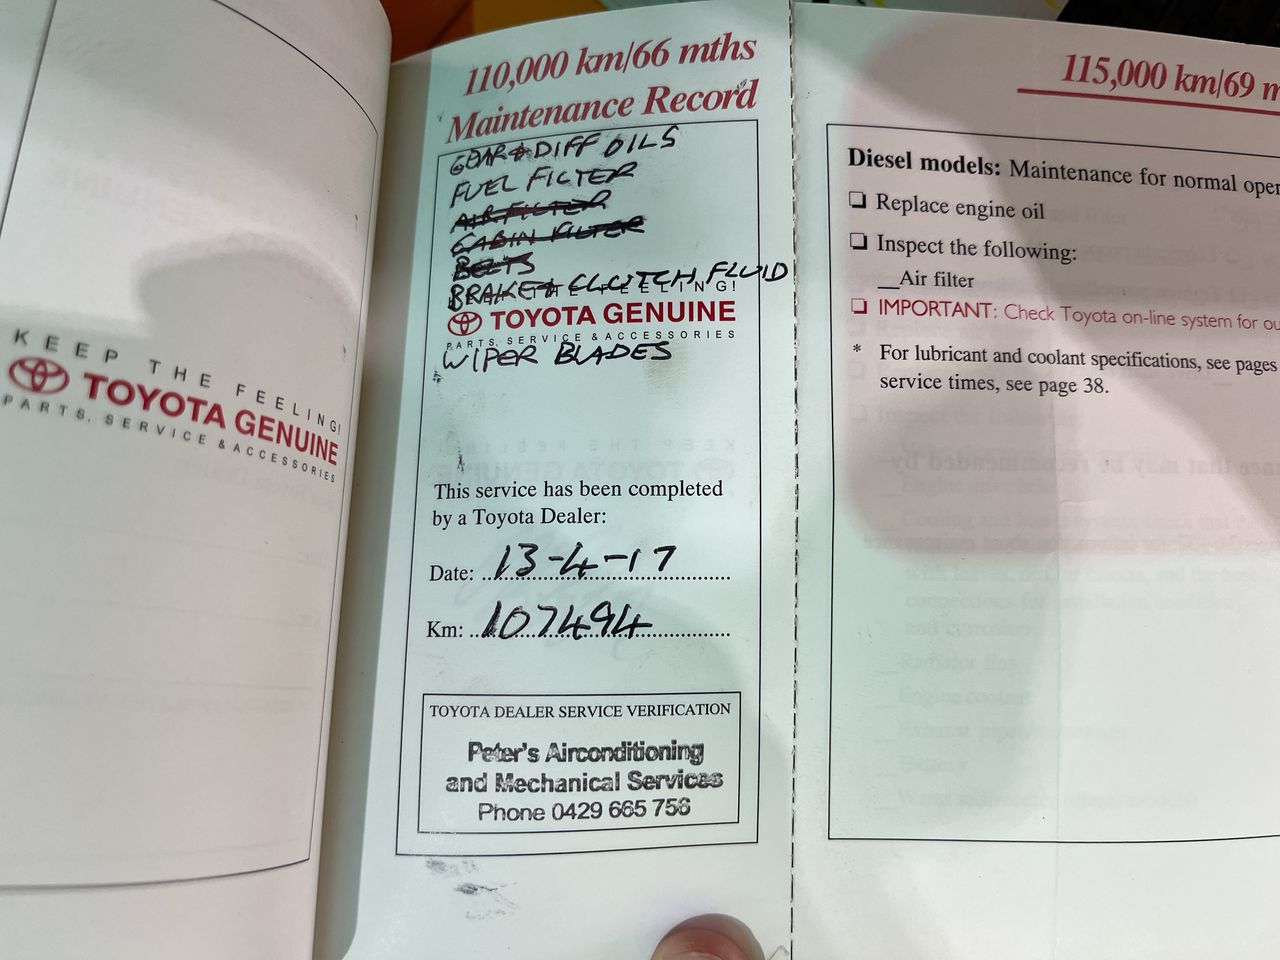 KEEP THE FEELING!
TOYOTA GENUINE
PARTS, SERVICE & ACCESSORIES
110,000 km/66 mths
Maintenance Record
GEAR + DIFF OILS
FUEL FILTER
AIR FILTER
CABIN FILTER
BELTS
BRAKE + CLUTCH FLUID
THE FEELING!
TOYOTA GENUINE
PARTS, SERVICE & ACCESSORIES
WIPER BLADES
This service has been completed
by a Toyota Dealer:
Date: 13-4-17
Km: 107494
TOYOTA DEALER SERVICE VERIFICATION
Peter's Airconditioning
and Mechanical Services
Phone 0429 665 756
115,000 km/69 m
Diesel models: Maintenance for normal oper
Replace engine oil
Inspect the following:
__Air filter
IMPORTANT: Check Toyota on-line system for ou
* For lubricant and coolant specifications, see pages
service times, see page 38.